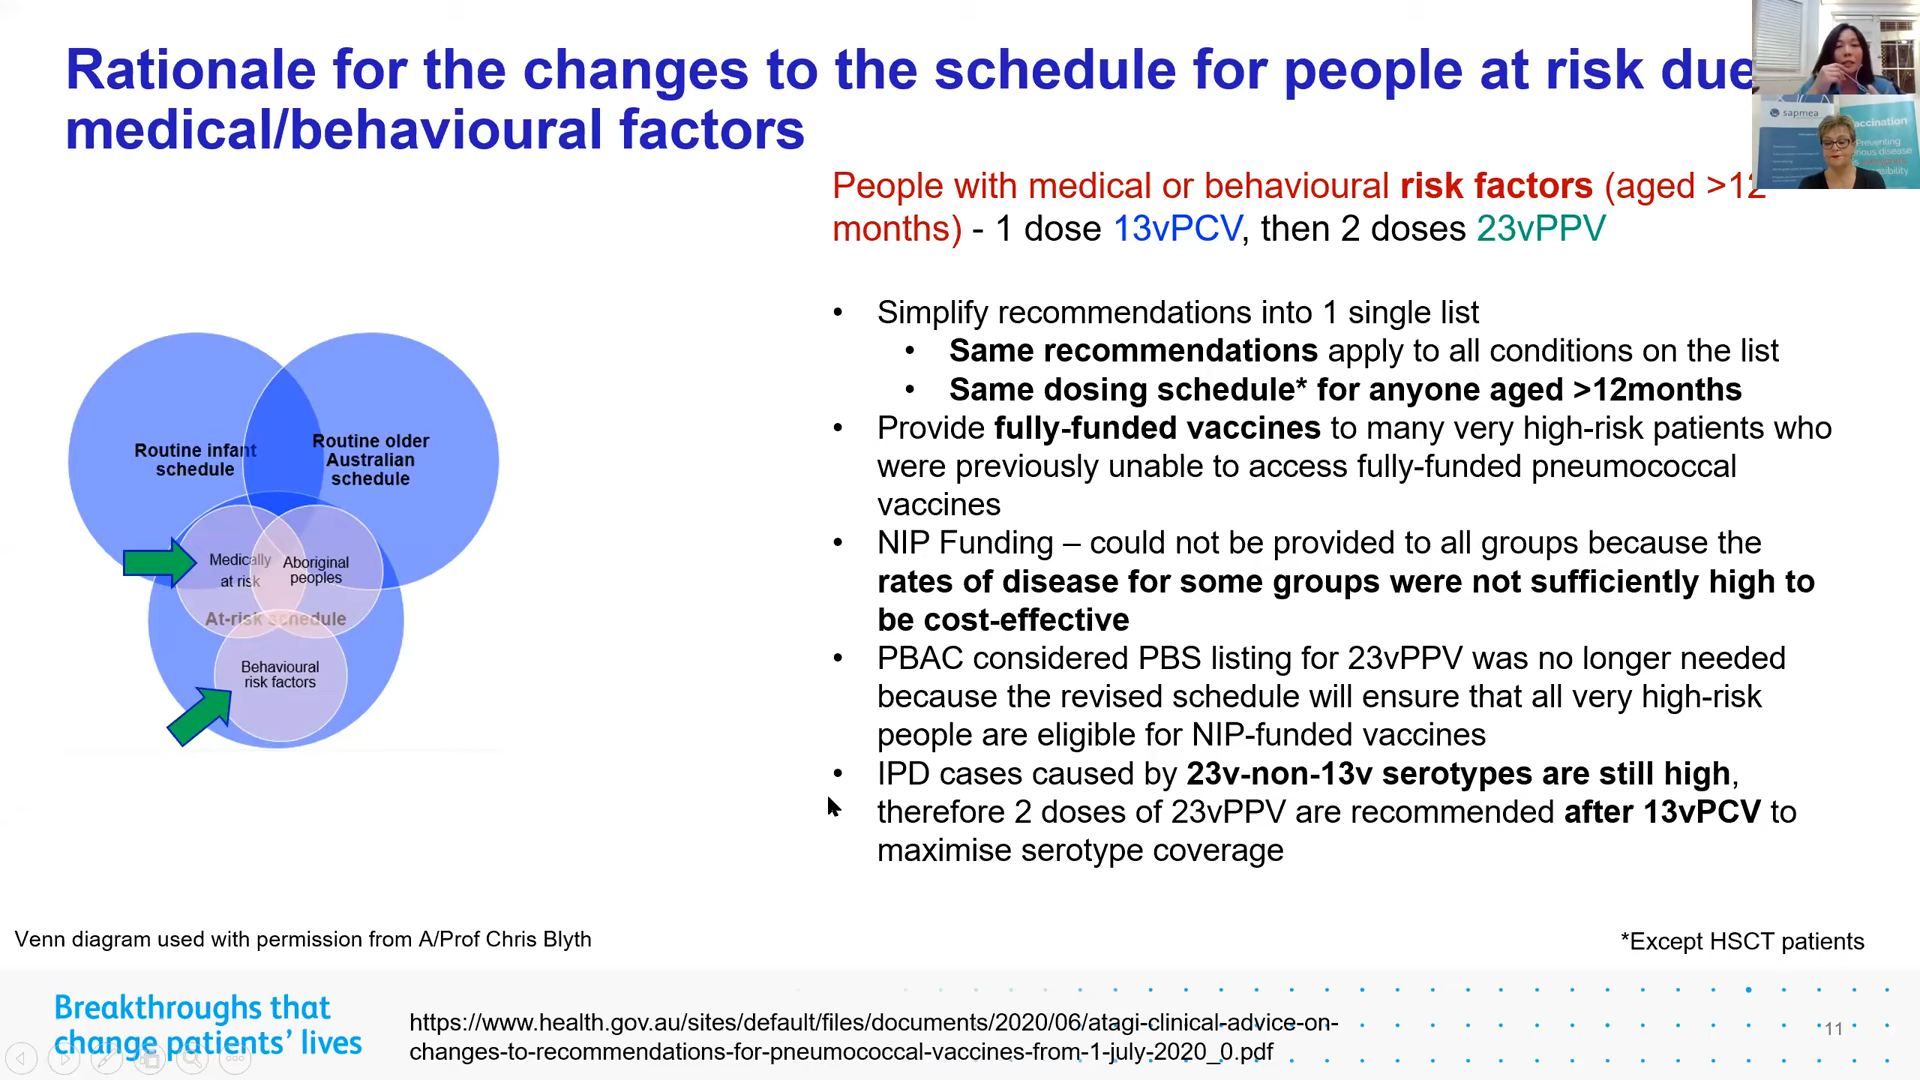 Rationale for the changes to the schedule for people at risk due
medical/behavioural factors
sapmea
accination
Preventing
People with medical or behavioural risk factors (aged >12
months) - 1 dose 13vPCV, then 2 doses 23vPPV
• Simplify recommendations into 1 single list
• Same recommendations apply to all conditions on the list
• Same dosing schedule* for anyone aged >12months
• Provide fully-funded vaccines to many very high-risk patients who
were previously unable to access fully-funded pneumococcal
vaccines
• NIP Funding – could not be provided to all groups because the
rates of disease for some groups were not sufficiently high to
be cost-effective
• PBAC considered PBS listing for 23vPPV was no longer needed
because the revised schedule will ensure that all very high-risk
people are eligible for NIP-funded vaccines
• IPD cases caused by 23v-non-13v serotypes are still high,
therefore 2 doses of 23vPPV are recommended after 13vPCV to
maximise serotype coverage
Routine infant
schedule
Routine older
Australian
schedule
Medically
at risk
Aboriginal
peoples
At-risk schedule
Behavioural
risk factors
Venn diagram used with permission from A/Prof Chris Blyth
*Except HSCT patients
Breakthroughs that
change patients' lives
https://www.health.gov.au/sites/default/files/documents/2020/06/atagi-clinical-advice-on-
changes-to-recommendations-for-pneumococcal-vaccines-from-1-july-2020_0.pdf
11